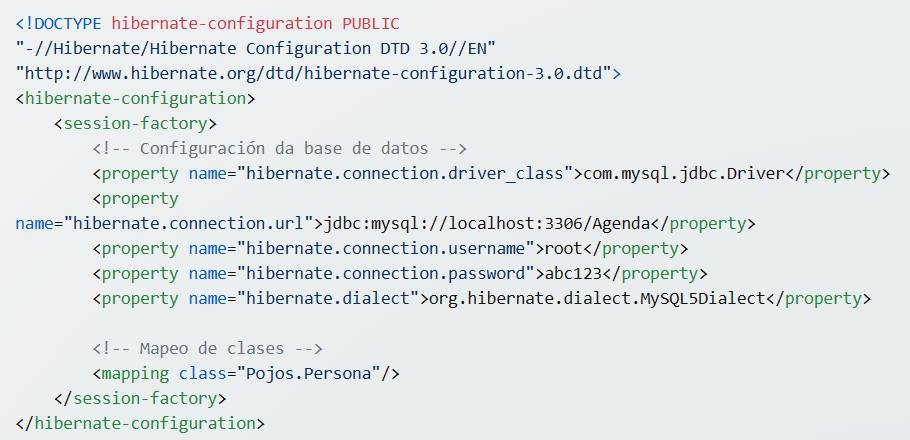 <!DOCTYPE hibernate-configuration PUBLIC
"-//Hibernate/Hibernate Configuration DTD 3.0//EN"
"http://www.hibernate.org/dtd/hibernate-configuration-3.0.dtd">
<hibernate-configuration>
    <session-factory>
        <!-- Configuración da base de datos -->
        <property name="hibernate.connection.driver_class">com.mysql.jdbc.Driver</property>
        <property
name="hibernate.connection.url">jdbc:mysql://localhost:3306/Agenda</property>
        <property name="hibernate.connection.username">root</property>
        <property name="hibernate.connection.password">abc123</property>
        <property name="hibernate.dialect">org.hibernate.dialect.MySQL5Dialect</property>

        <!-- Mapeo de clases -->
        <mapping class="Pojos.Persona"/>
    </session-factory>
</hibernate-configuration>